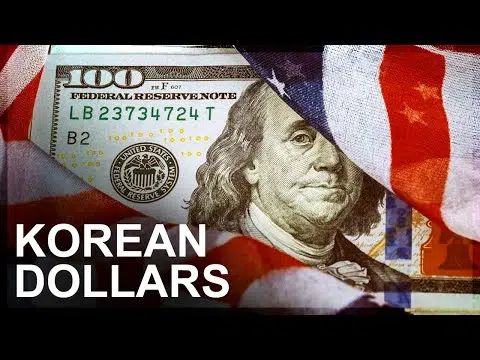 100
FEDERAL RESERVE NOTE
LB 23734724 T
B2
KOREAN
DOLLARS